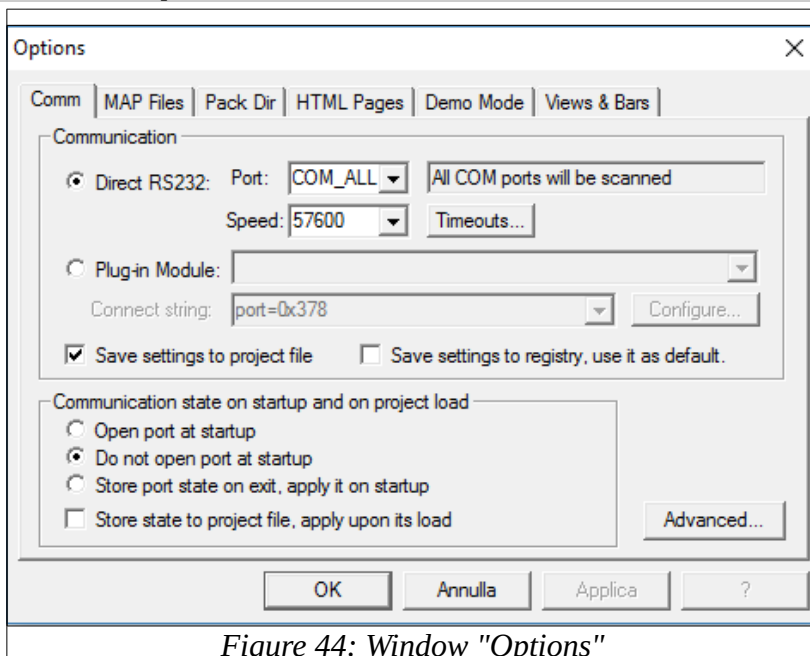 Options
Comm MAP Files Pack Dir HTML Pages Demo Mode Views & Bars
Communication
Direct RS232: Port: COM_ALL All COM ports will be scanned
Speed: 57600 Timeouts...
Plug-in Module:
Connect string: port=0x378 Configure...
Save settings to project file Save settings to registry, use it as default.
Communication state on startup and on project load
Open port at startup
Do not open port at startup
Store port state on exit, apply it on startup
Store state to project file, apply upon its load Advanced...
OK Annulla Applica ?
Figure 44: Window "Options"